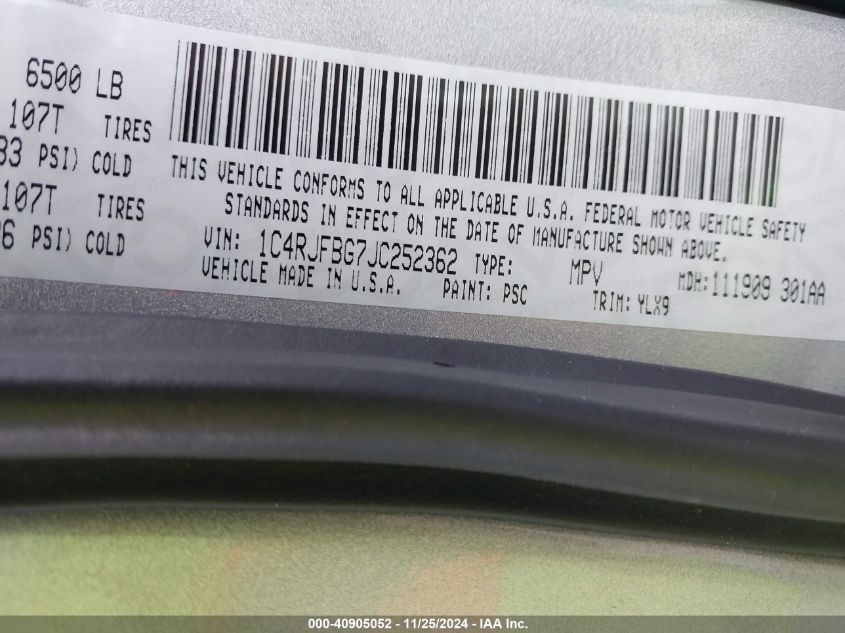 6500 LB
107T TIRES
33 PSI) COLD
107T TIRES
PSI) COLD
THIS VEHICLE CONFORMS TO ALL APPLICABLE U.S.A. FEDERAL MOTOR VEHICLE SAFETY
STANDARDS IN EFFECT ON THE DATE OF MANUFACTURE SHOWN ABOVE.
VIN: 1C4RJFBG7JC252362 TYPE: MPV MDH:111909 301AA
VEHICLE MADE IN U.S.A. PAINT: PSC TRIM: YLX9
000-40905052 - 11/25/2024 - IAA Inc.